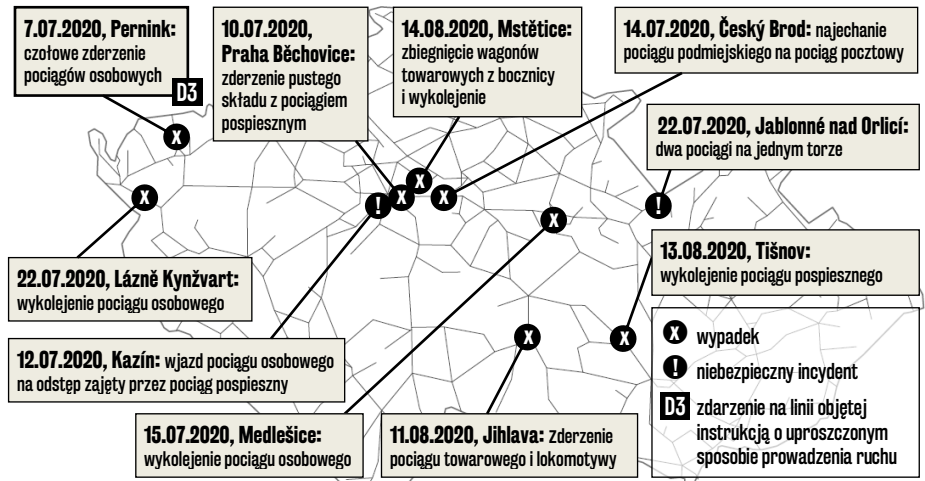 7.07.2020, Pernink:
czołowe zderzenie
pociągów osobowych
D3
10.07.2020,
Praha Běchovice:
zderzenie pustego
składu z pociągiem
pospiesznym
14.08.2020, Mstětice:
zbiegnięcie wagonów
towarowych z bocznicy
i wykolejenie
14.07.2020, Český Brod: najechanie
pociągu podmiejskiego na pociąg pocztowy
22.07.2020, Jablonné nad Orlicí:
dwa pociągi na jednym torze
x
x
x
x
x
!
!
x
13.08.2020, Tišnov:
wykolejenie pociągu pospiesznego
22.07.2020, Lázně Kynžvart:
wykolejenie pociągu osobowego
12.07.2020, Kazín: wjazd pociągu osobowego
na odstęp zajęty przez pociąg pospieszny
x
x
15.07.2020, Medlešice:
wykolejenie pociągu osobowego
11.08.2020, Jihlava: Zderzenie
pociągu towarowego i lokomotywy
x wypadek
! niebezpieczny incydent
D3 zdarzenie na linii objętej
instrukcją o uproszczonym
sposobie prowadzenia ruchu